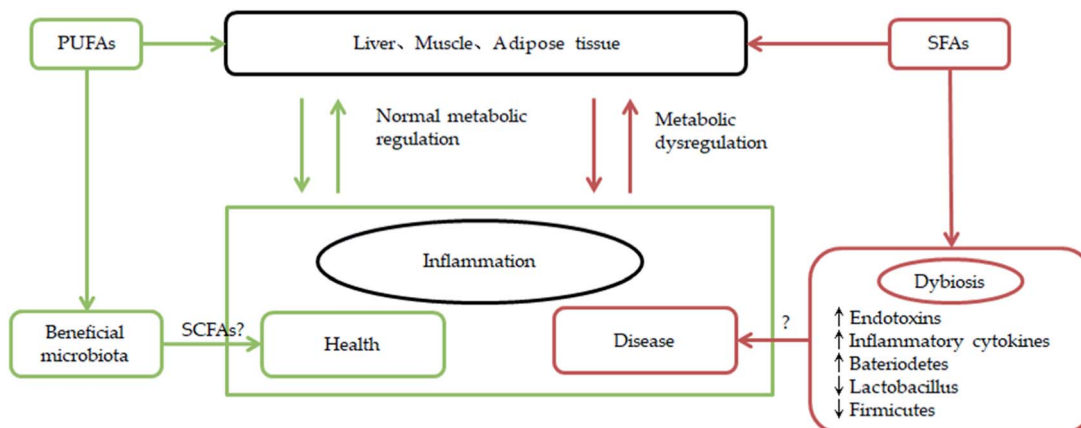 PUFAs
Liver、Muscle、Adipose tissue
SFAs
Normal metabolic
regulation
Metabolic
dysregulation
Inflammation
Dybiosis
Beneficial
microbiota
SCFAs?
Health
Disease
?
↑ Endotoxins
↑ Inflammatory cytokines
↑ Bateriodetes
↓ Lactobacillus
↓ Firmicutes